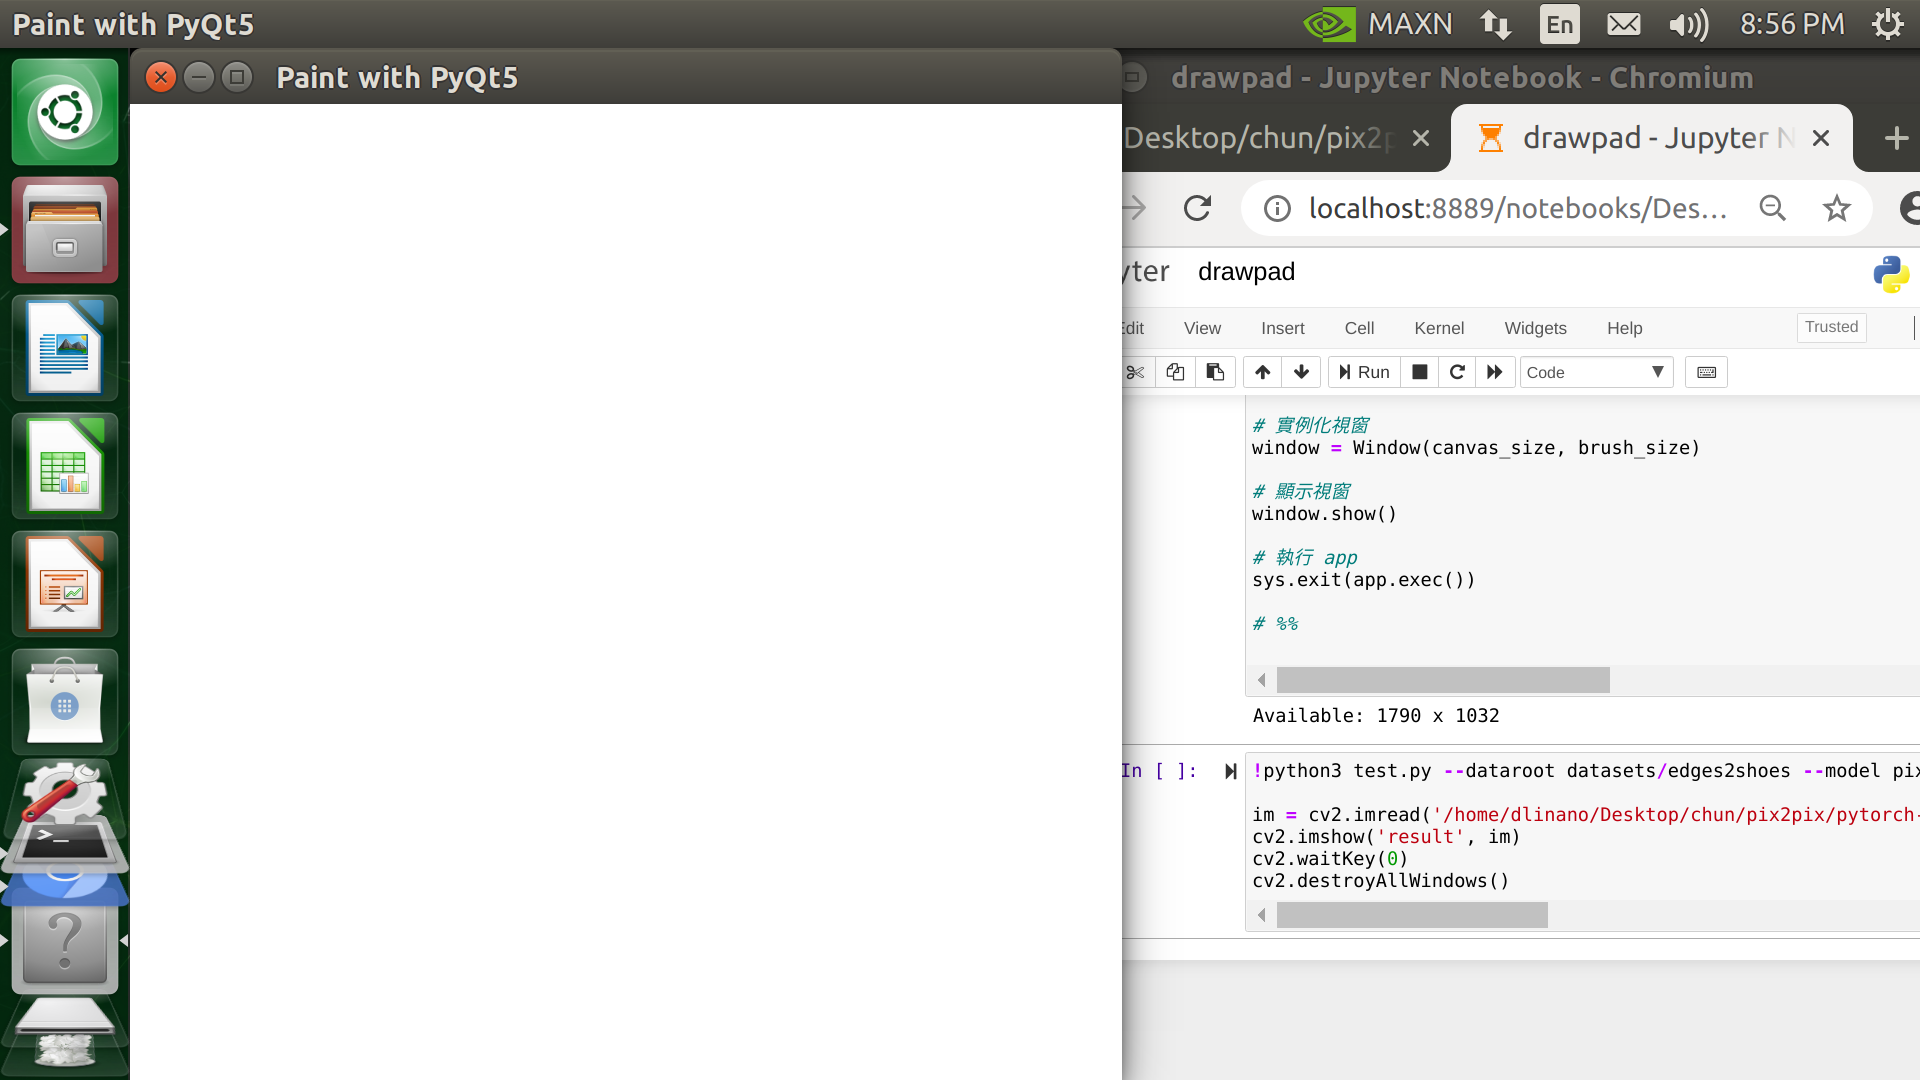 Paint with PyQt5
MAXN
En
8:56 PM
Paint with PyQt5
drawpad - Jupyter Notebook - Chromium
Desktop/chun/pix2p
drawpad - Jupyter N
localhost:8889/notebooks/Des...
yter
drawpad
Edit
View
Insert
Cell
Kernel
Widgets
Help
Trusted
Run
Code
# 實例化視窗
window = Window(canvas_size, brush_size)
# 顯示視窗
window.show()
# 執行 app
sys.exit(app.exec())
# %%
Available: 1790 x 1032
In [ ]:
!python3 test.py --dataroot datasets/edges2shoes --model pix
im = cv2.imread('/home/dlinano/Desktop/chun/pix2pix/pytorch-
cv2.imshow('result', im)
cv2.waitKey(0)
cv2.destroyAllWindows()